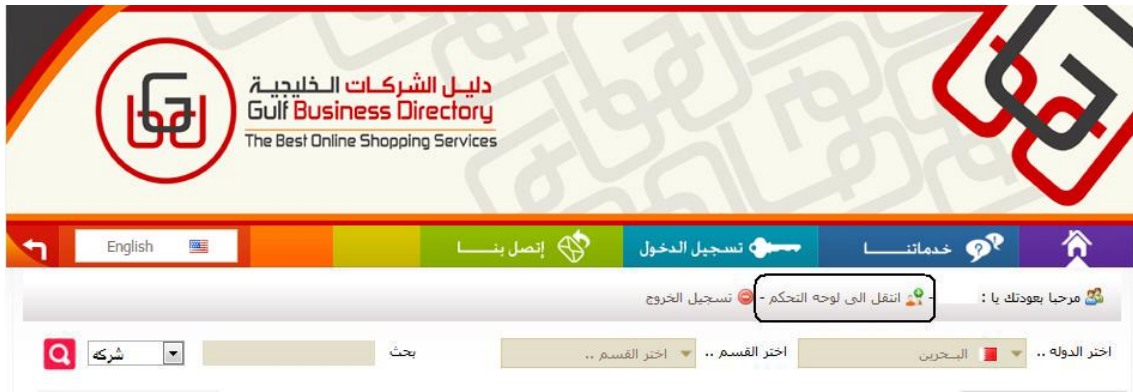 دليل الشركات الخليجية
Gulf Business Directory
The Best Online Shopping Services
خدماتنا تسجيل الدخول إتصل بنا English
مرحبا بعودتك يا : - انتقل الى لوحه التحكم - تسجيل الخروج
اختر الدوله .. البحرين اختر القسم .. اختر القسم .. بحث شركه